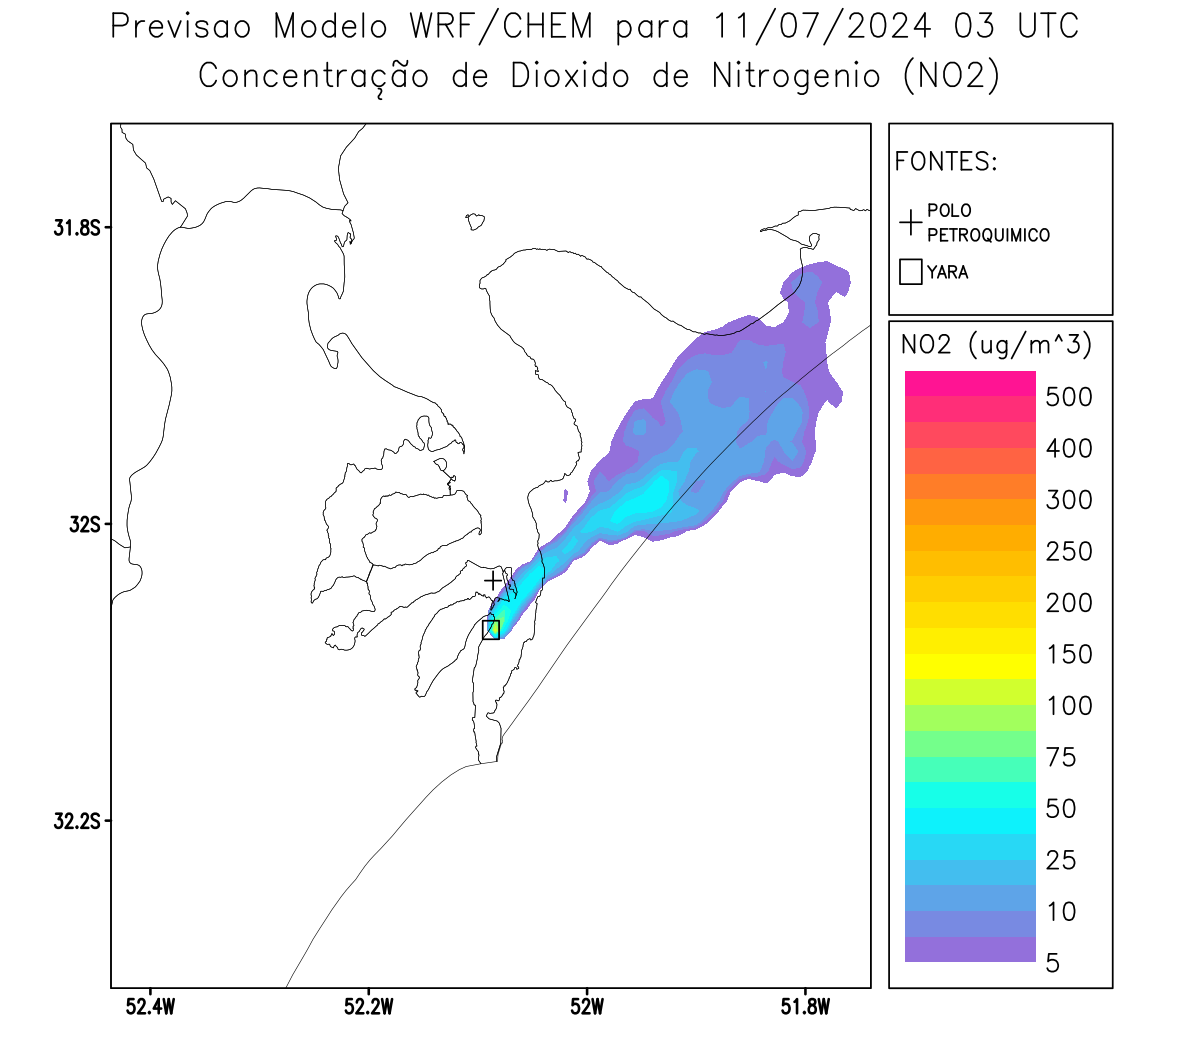 Previsao Modelo WRF/CHEM para 11/07/2024 03 UTC
Concentração de Dioxido de Nitrogenio (NO2)
FONTES:
POLO
PETROQUIMICO
YARA
NO2 (ug/m^3)
500
400
300
250
200
150
100
75
50
25
10
5
31.8S
32S
32.2S
52.4W
52.2W
52W
51.8W